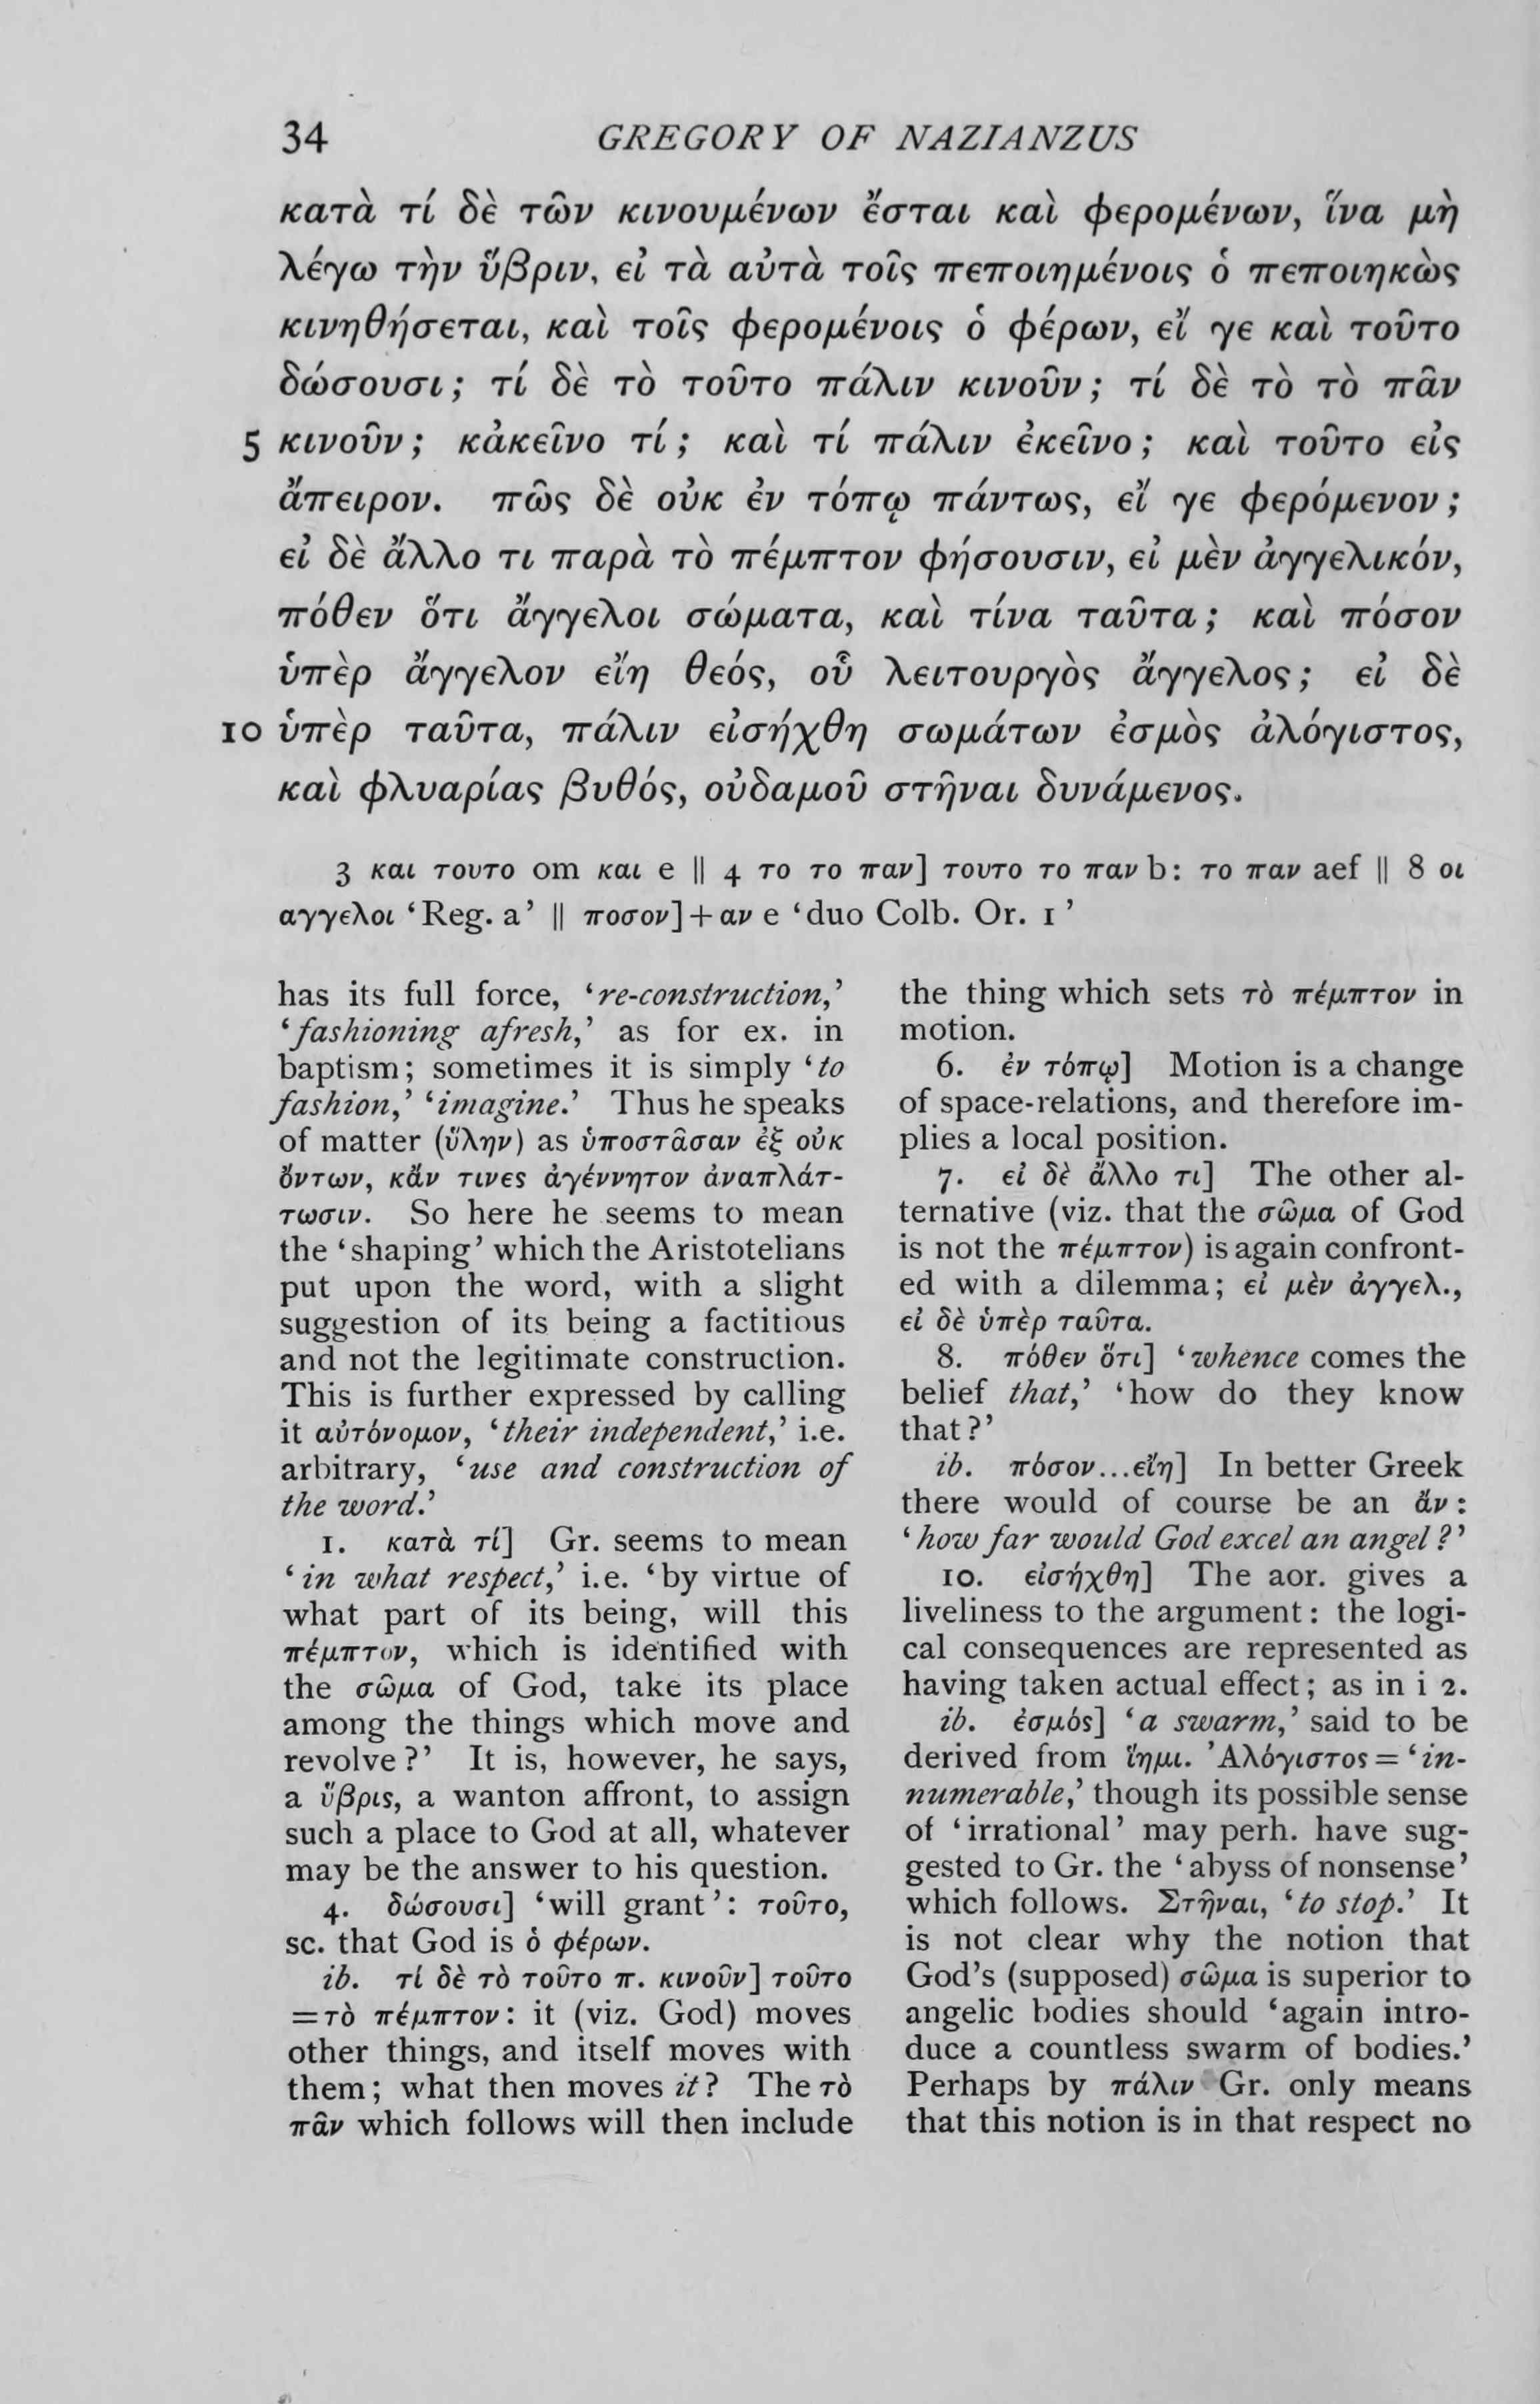 34 GREGORY OF NAZIANZUS
κατὰ τί δὲ τῶν κινουμένων ἔσται καὶ φερομένων, ἵνα μὴ
λέγω τὴν ὕβριν, εἰ τὰ αὐτὰ τοῖς πεποιημένοις ὁ πεποιηκὼς
κινηθήσεται, καὶ τοῖς φερομένοις ὁ φέρων, εἴ γε καὶ τοῦτο
δώσουσι; τί δὲ τὸ τοῦτο πάλιν κινοῦν; τί δὲ τὸ τὸ πᾶν
5 κινοῦν; κἀκεῖνο τί; καὶ τί πάλιν ἐκεῖνο; καὶ τοῦτο εἰς
ἄπειρον. πῶς δὲ οὐκ ἐν τόπῳ πάντως, εἴ γε φερόμενον;
εἰ δὲ ἄλλο τι παρὰ τὸ πέμπτον φήσουσιν, εἰ μὲν ἀγγελικόν,
πόθεν ὅτι ἄγγελοι σώματα, καὶ τίνα ταῦτα; καὶ πόσον
ὑπὲρ ἄγγελον εἴη θεός, οὗ λειτουργὸς ἄγγελος; εἰ δὲ
10 ὑπὲρ ταῦτα, πάλιν εἰσήχθη σωμάτων ἐσμὸς ἀλόγιστος,
καὶ φλυαρίας βυθός, οὐδαμοῦ στῆναι δυνάμενος.
3 και τουτο om και e || 4 το το παν] τουτο το παν b: το παν aef || 8 οι
αγγελοι ‘Reg. a’ || ποσον]+αν e ‘duo Colb. Or. 1’
has its full force, ‘re-construction,’
‘fashioning afresh,’ as for ex. in
baptism; sometimes it is simply ‘to
fashion,’ ‘imagine.’ Thus he speaks
of matter (ὕλην) as ὑποστᾶσαν ἐξ οὐκ
ὄντων, κἄν τινες ἀγέννητον ἀναπλάτ-
τωσιν. So here he seems to mean
the ‘shaping’ which the Aristotelians
put upon the word, with a slight
suggestion of its being a factitious
and not the legitimate construction.
This is further expressed by calling
it αὐτόνομον, ‘their independent,’ i.e.
arbitrary, ‘use and construction of
the word.’
1. κατὰ τί] Gr. seems to mean
‘in what respect,’ i.e. ‘by virtue of
what part of its being, will this
πέμπτον, which is identified with
the σῶμα of God, take its place
among the things which move and
revolve?’ It is, however, he says,
a ὕβρις, a wanton affront, to assign
such a place to God at all, whatever
may be the answer to his question.
4. δώσουσι] ‘will grant’: τοῦτο,
sc. that God is ὁ φέρων.
ib. τί δὲ τὸ τοῦτο π. κινοῦν] τοῦτο
=τὸ πέμπτον: it (viz. God) moves
other things, and itself moves with
them; what then moves it? The τὸ
πᾶν which follows will then include
the thing which sets τὸ πέμπτον in
motion.
6. ἐν τόπῳ] Motion is a change
of space-relations, and therefore im-
plies a local position.
7. εἰ δὲ ἄλλο τι] The other al-
ternative (viz. that the σῶμα of God
is not the πέμπτον) is again confront-
ed with a dilemma; εἰ μὲν ἀγγελ.,
εἰ δὲ ὑπὲρ ταῦτα.
8. πόθεν ὅτι] ‘whence comes the
belief that,’ ‘how do they know
that?’
ib. πόσον...εἴη] In better Greek
there would of course be an ἄν:
‘how far would God excel an angel?’
10. εἰσήχθη] The aor. gives a
liveliness to the argument: the logi-
cal consequences are represented as
having taken actual effect; as in i 2.
ib. ἐσμός] ‘a swarm,’ said to be
derived from ἵημι. Ἀλόγιστος = ‘in-
numerable,’ though its possible sense
of ‘irrational’ may perh. have sug-
gested to Gr. the ‘abyss of nonsense’
which follows. Στῆναι, ‘to stop.’ It
is not clear why the notion that
God’s (supposed) σῶμα is superior to
angelic bodies should ‘again intro-
duce a countless swarm of bodies.’
Perhaps by πάλιν Gr. only means
that this notion is in that respect no